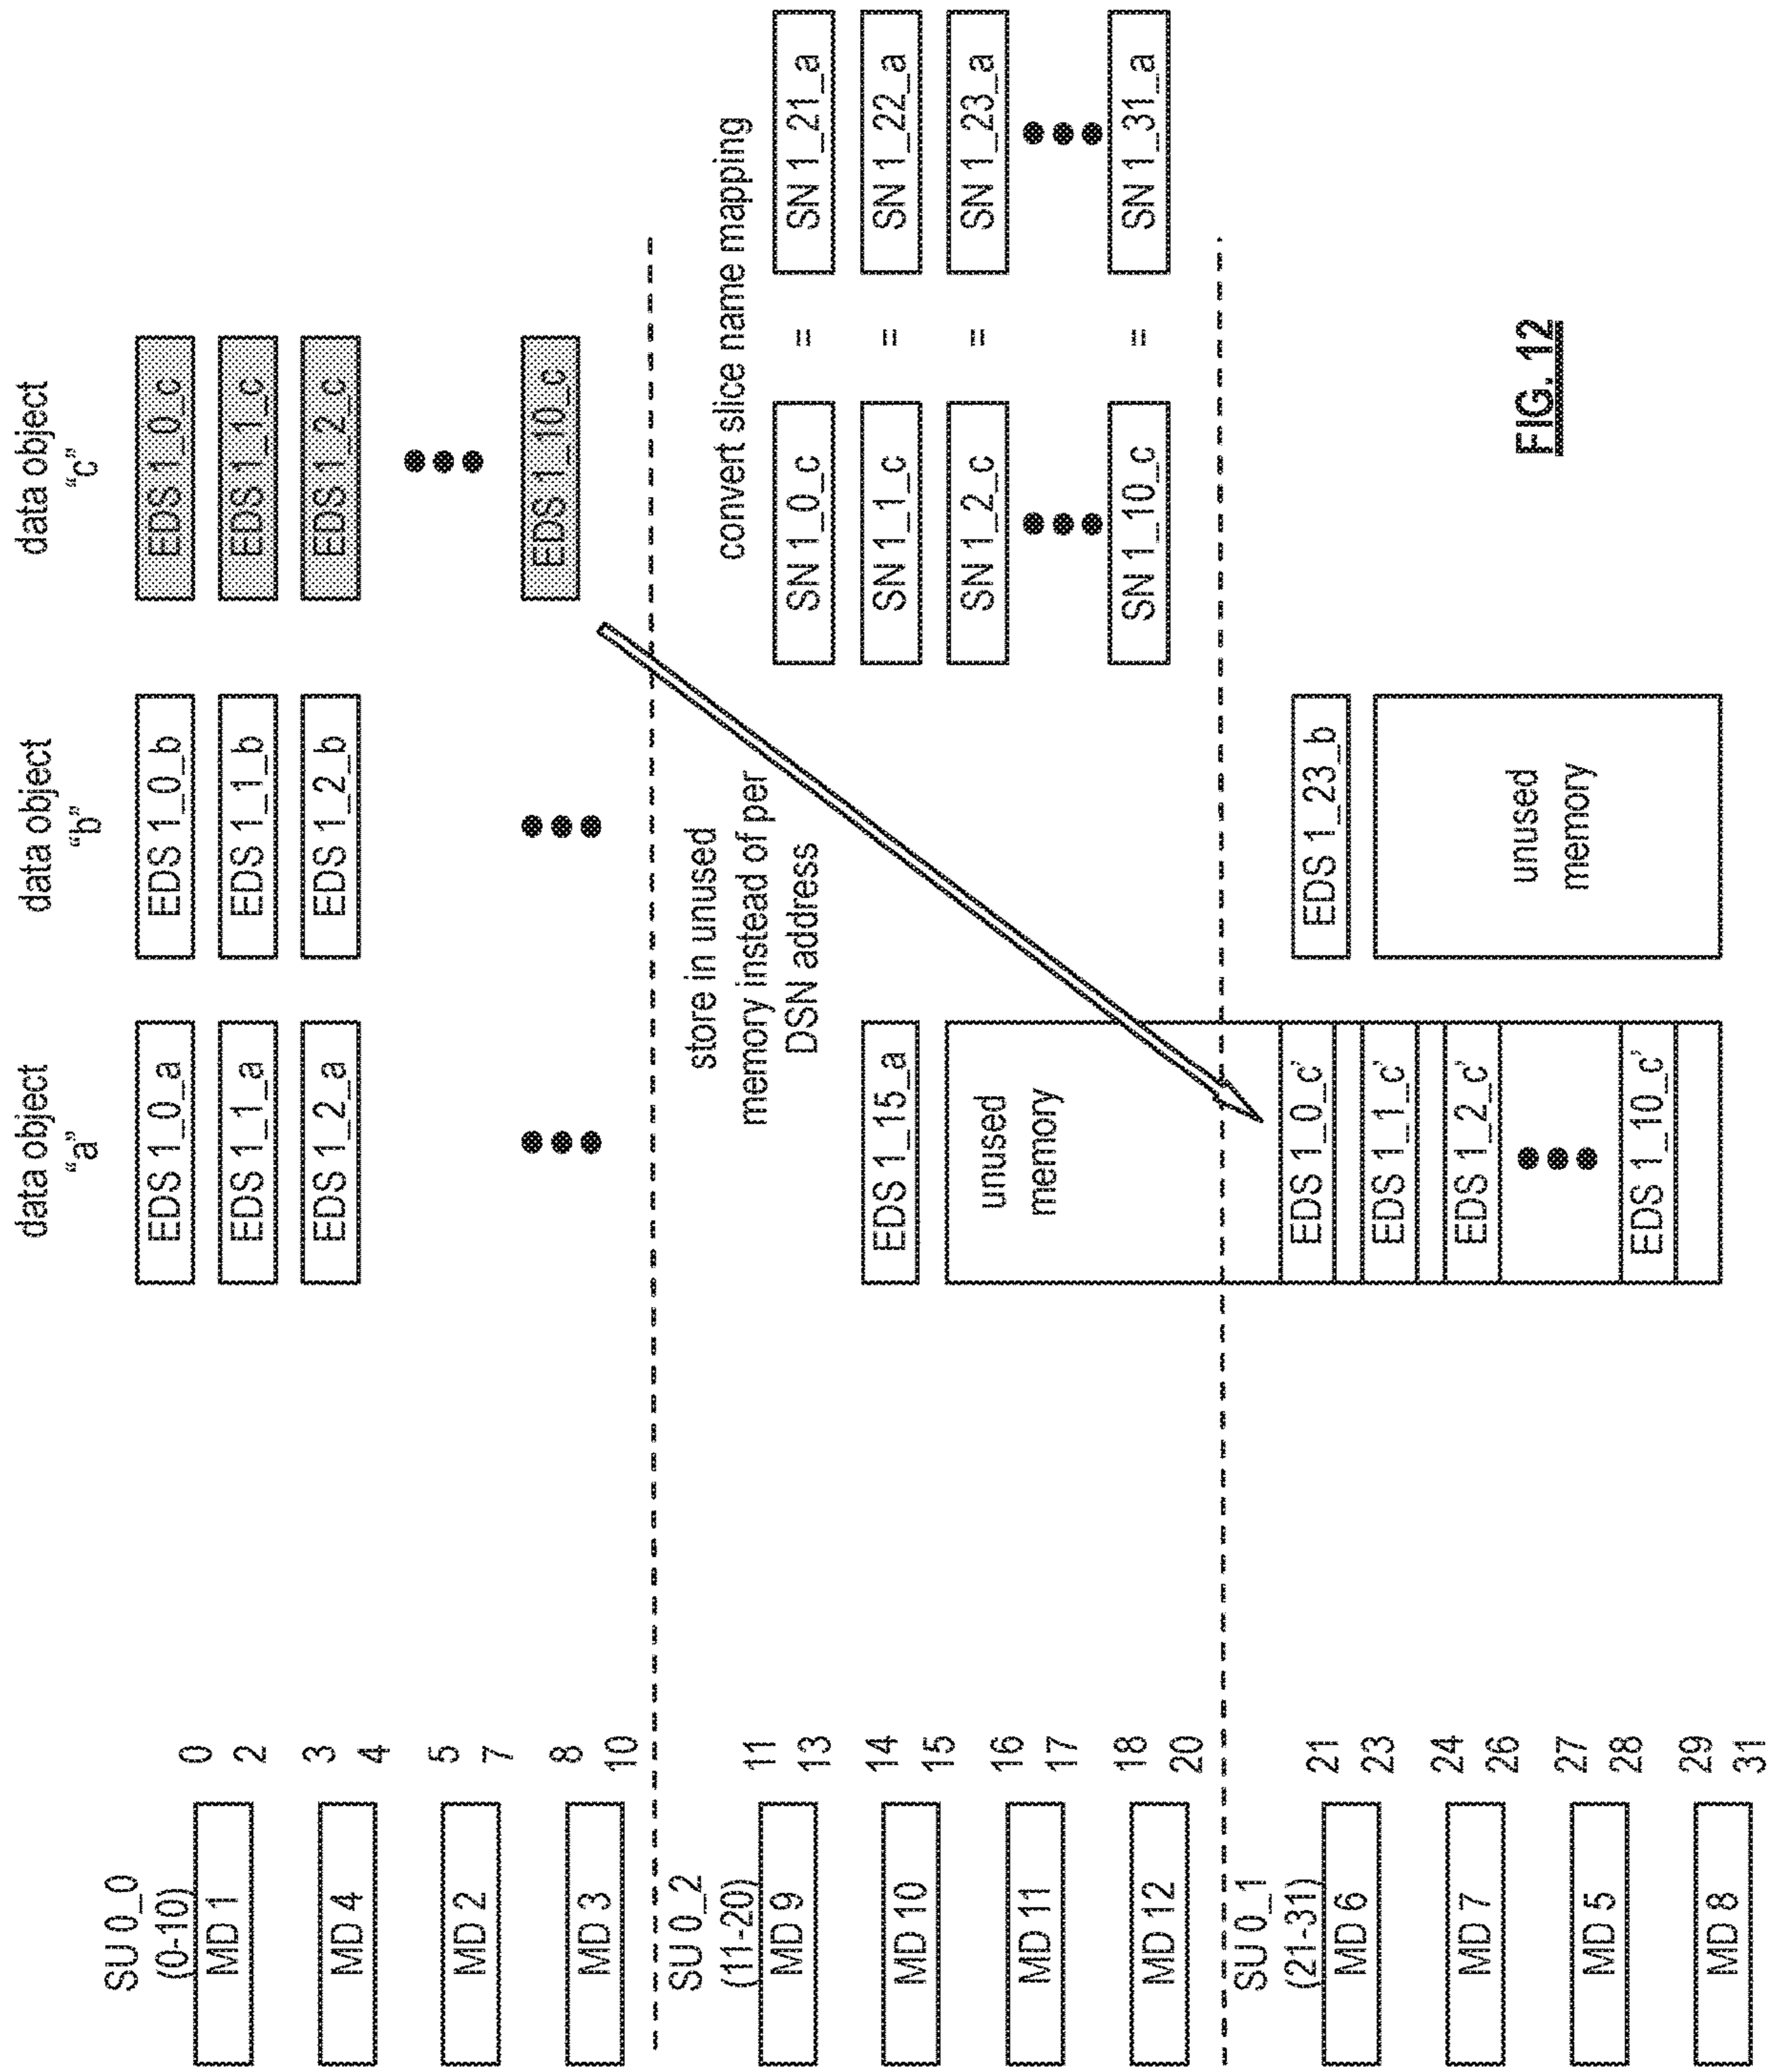 SU 0_0
(0-10)
MD 1
0
2
MD 4
3
4
MD 2
5
7
MD 3
8
10
SU 0_2
(11-20)
MD 9
11
13
MD 10
14
15
MD 11
16
17
MD 12
18
20
SU 0_1
(21-31)
MD 6
21
23
MD 7
24
26
MD 5
27
28
MD 8
29
31
data object
“a”
EDS 1_0_a
EDS 1_1_a
EDS 1_2_a
EDS 1_15_a
unused
memory
EDS 1_0_c’
EDS 1_1_c’
EDS 1_2_c’
EDS 1_10_c’
data object
“b”
EDS 1_0_b
EDS 1_1_b
EDS 1_2_b
store in unused
memory instead of per
DSN address
EDS 1_23_b
unused
memory
data object
“c”
EDS 1_0_c
EDS 1_1_c
EDS 1_2_c
EDS 1_10_c
convert slice name mapping
SN 1_0_c = SN 1_21_a
SN 1_1_c = SN 1_22_a
SN 1_2_c = SN 1_23_a
SN 1_10_c = SN 1_31_a
FIG. 12